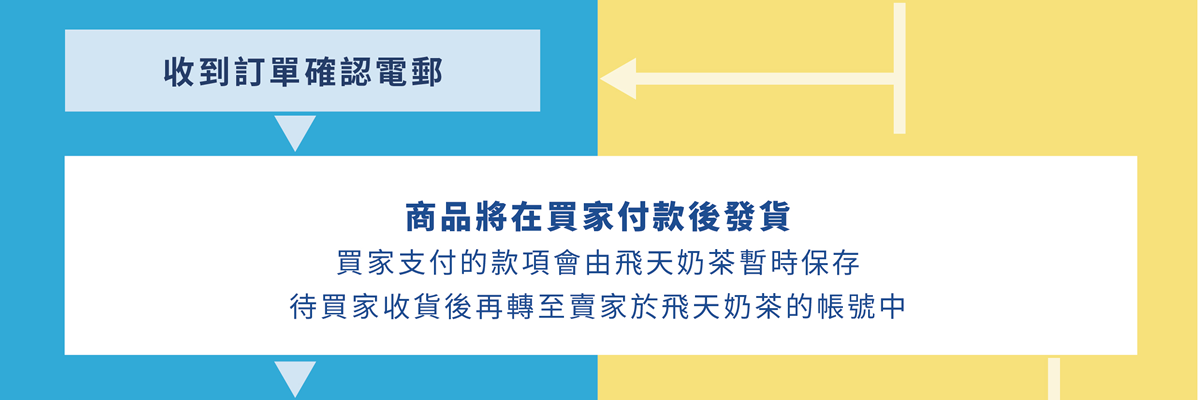 收到訂單確認電郵
商品將在買家付款後發貨
買家支付的款項會由飛天奶茶暫時保存
待買家收貨後再轉至賣家於飛天奶茶的帳號中